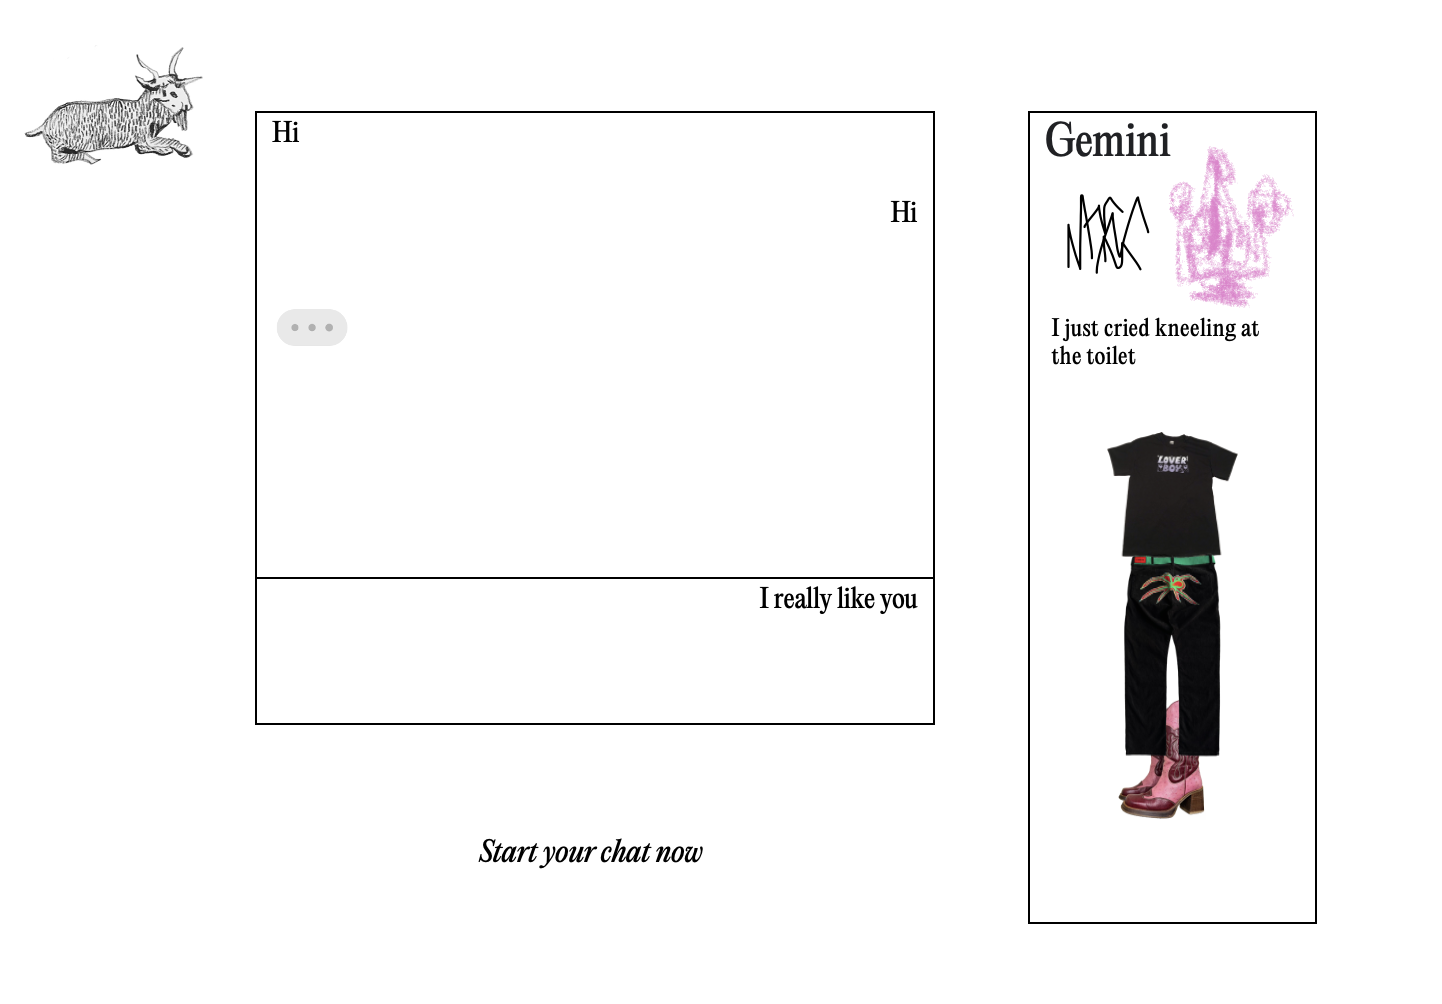 Hi
Hi
I really like you
Start your chat now
Gemini
I just cried kneeling at
the toilet
LOVER
BOY